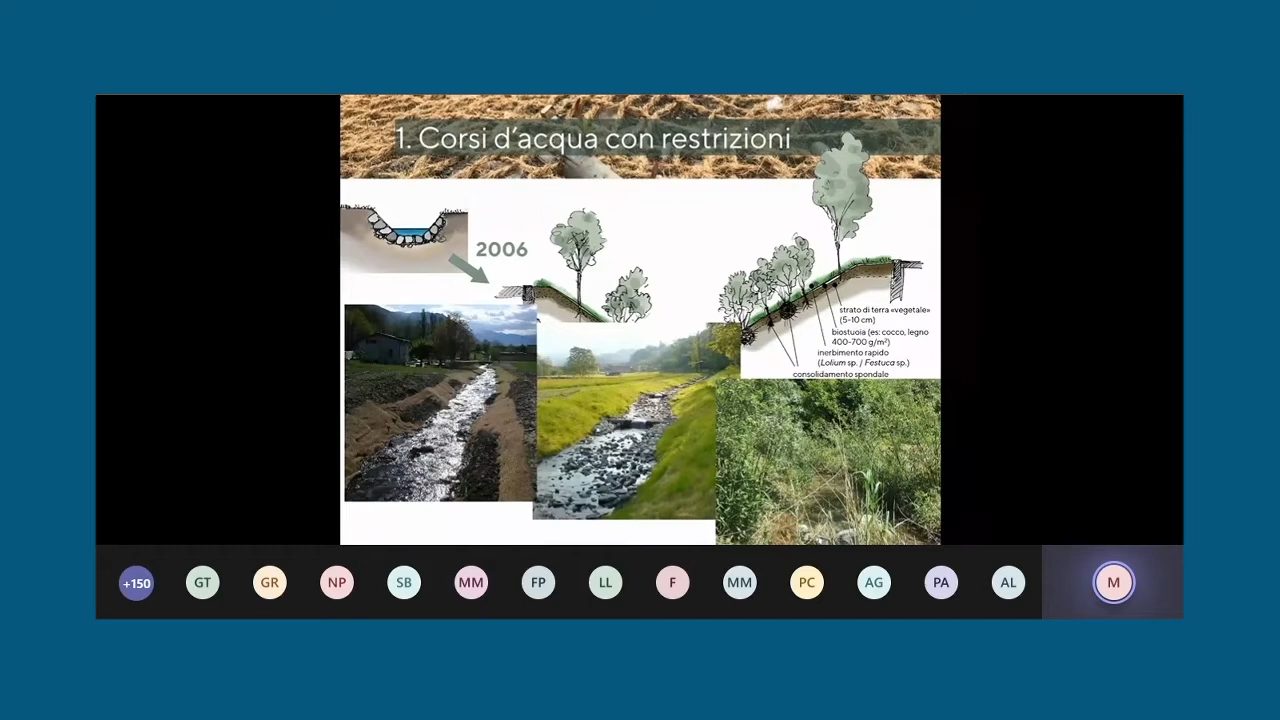 1. Corsi d'acqua con restrizioni
2006
strato di terra «vegetale»
(5-10 cm)
biostuoia (es: cocco, legno
400-700 g/m²)
inerbimento rapido
(Lolium sp. / Festuca sp.)
consolidamento spondale
+150
GT
GR
NP
SB
MM
FP
LL
F
MM
PC
AG
PA
AL
M